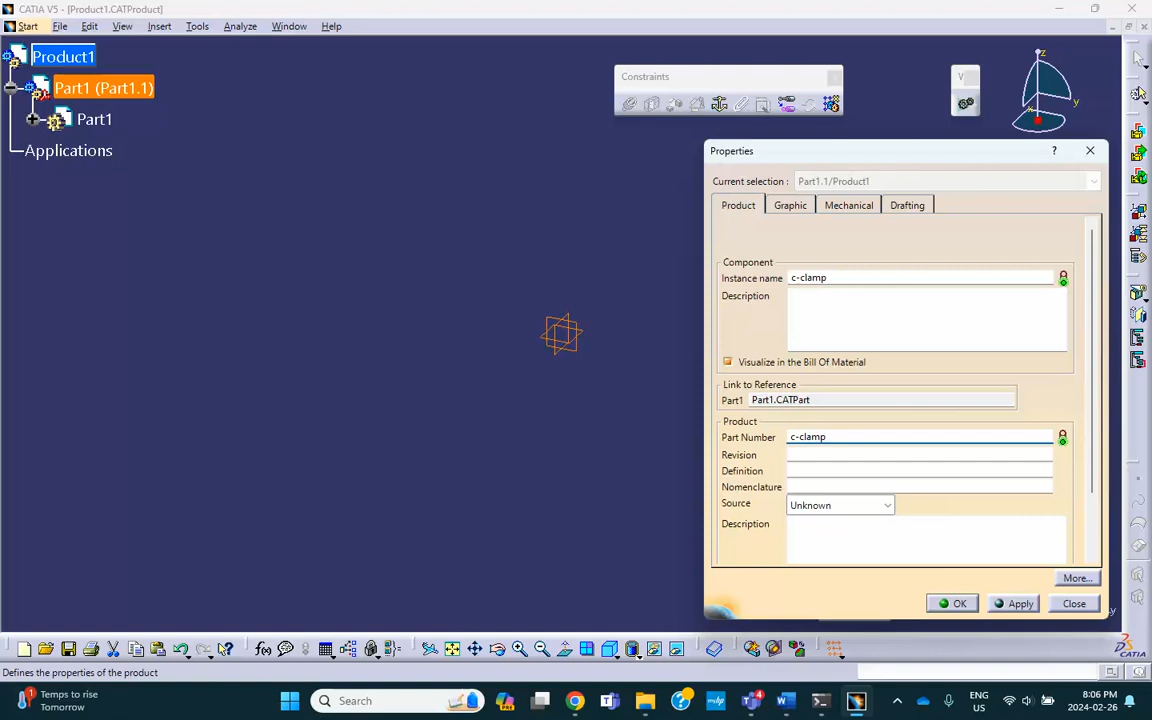 CATIA V5 - [Product1.CATProduct]
Start File Edit View Insert Tools Analyze Window Help
Product1
Part1 (Part1.1)
Part1
Applications
Constraints
V
z
y
x
Properties
? 
Current selection : Part1.1/Product1
Product Graphic Mechanical Drafting
Component
Instance name c-clamp
Description
Visualize in the Bill Of Material
Link to Reference
Part1 Part1.CATPart
Product
Part Number c-clamp
Revision
Definition
Nomenclature
Source Unknown
Description
More...
OK Apply Close
y
f(x)
CATIA
Defines the properties of the product
1
Temps to rise
Tomorrow
Search
PRE
4
ENG
US
8:06 PM
2024-02-26